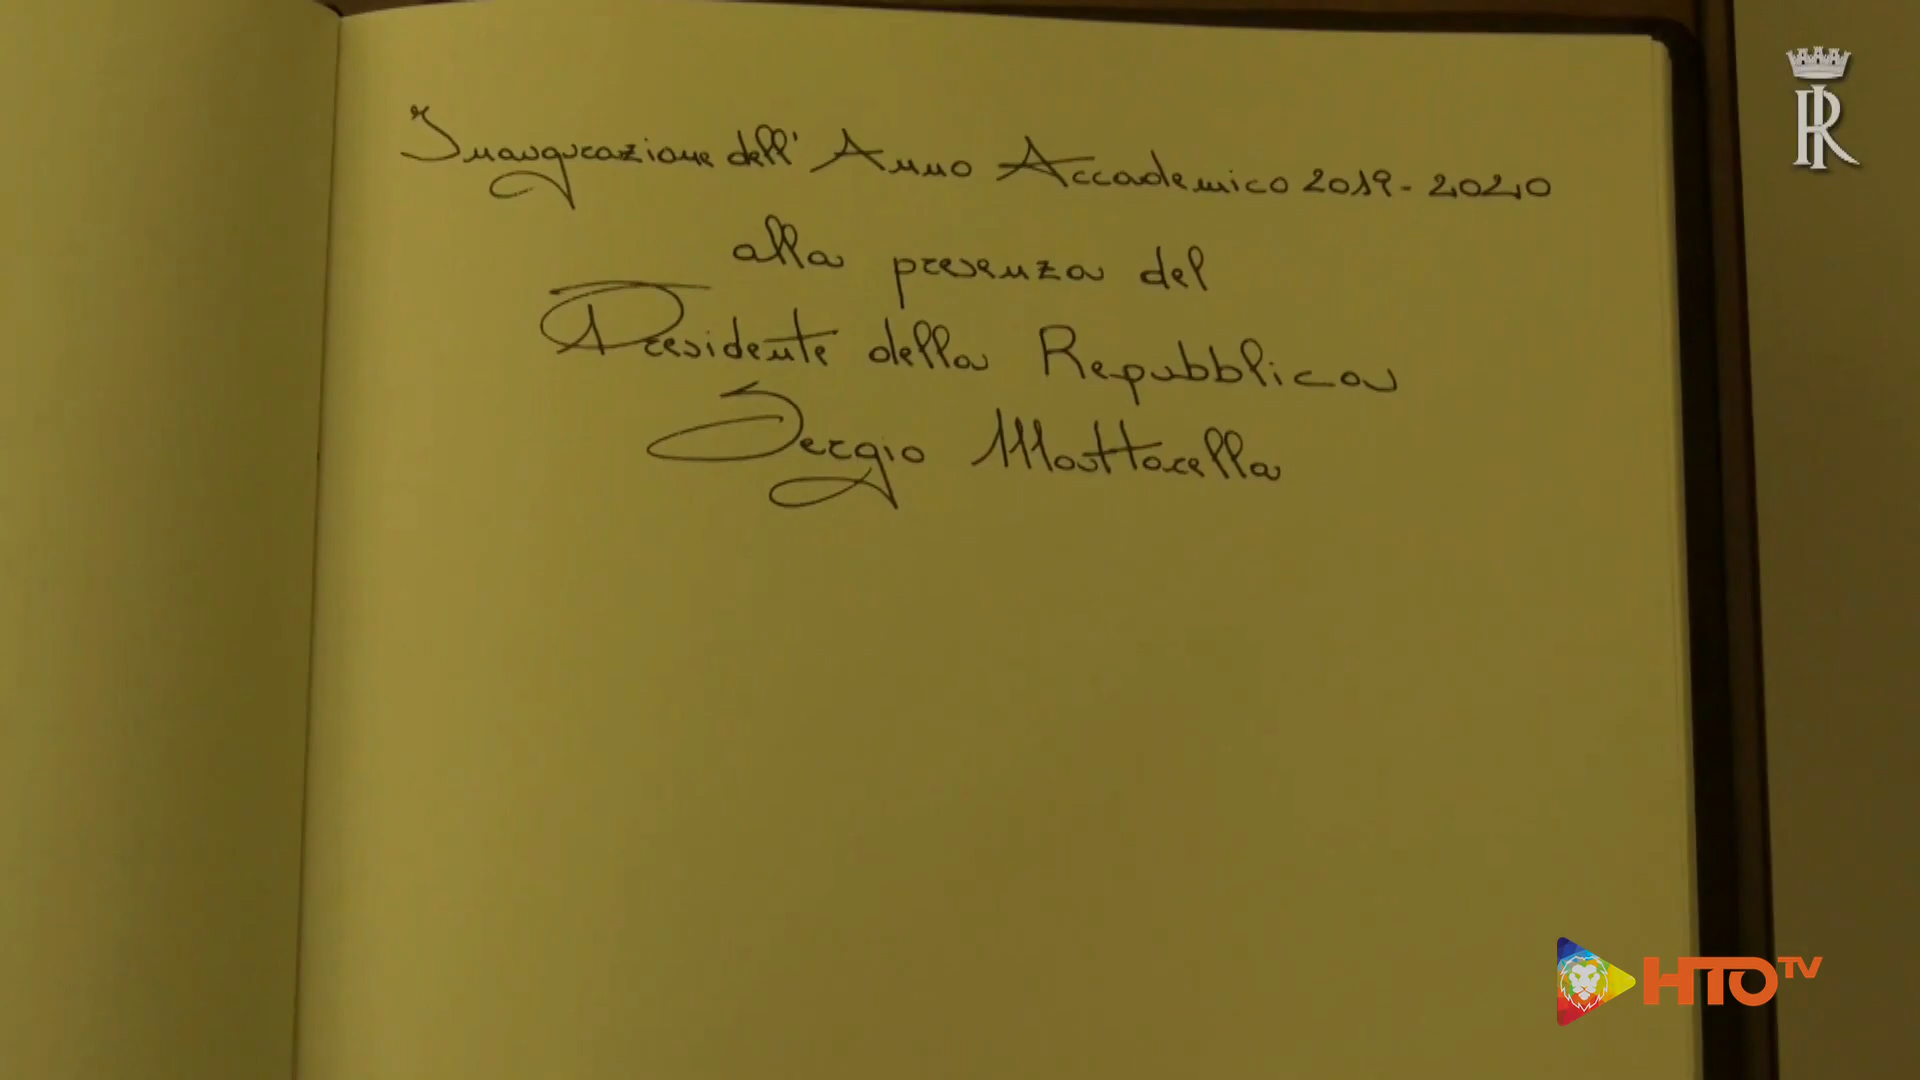 Inaugurazione dell'Anno Accademico 2019-2020
alla presenza del
Presidente della Repubblica
Sergio Mattarella
HTO TV